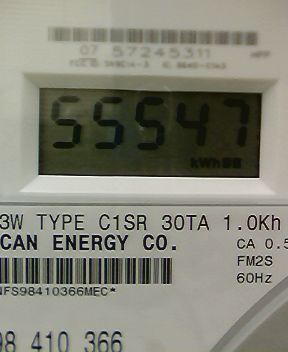 07 57245311
55547
kWh
3W TYPE C1SR 30TA 1.0Kh
CAN ENERGY CO.
CA 0.5
FM2S
60Hz
NFS98410366MEC*
98 410 366